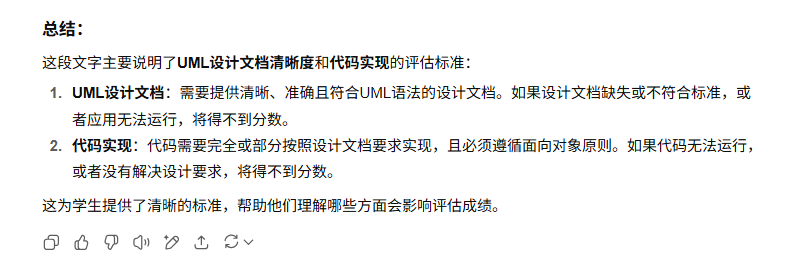 总结：
这段文字主要说明了UML设计文档清晰度和代码实现的评估标准：
1. UML设计文档：需要提供清晰、准确且符合UML语法的设计文档。如果设计文档缺失或不符合标准，或
者应用无法运行，将得不到分数。
2. 代码实现：代码需要完全或部分按照设计文档要求实现，且必须遵循面向对象原则。如果代码无法运行，
或者没有解决设计要求，将得不到分数。
这为学生提供了清晰的标准，帮助他们理解哪些方面会影响评估成绩。